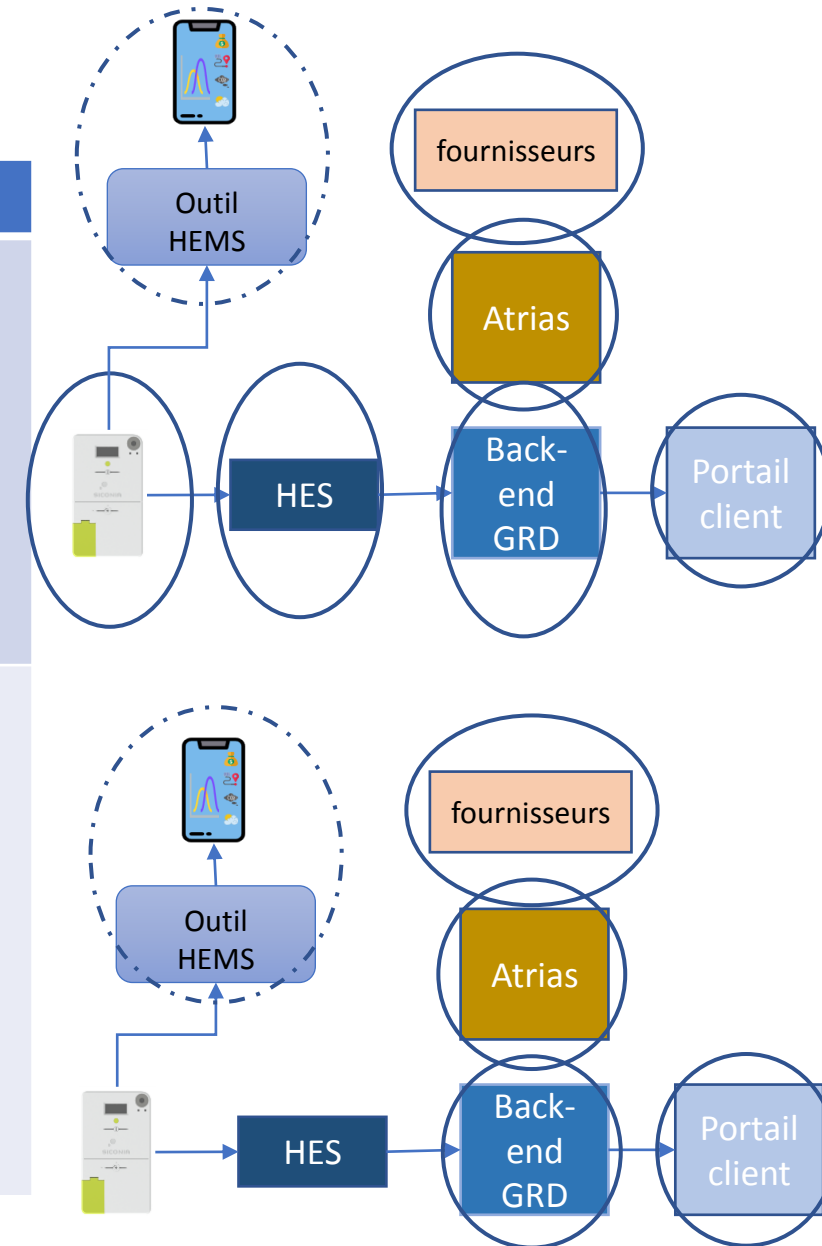 fournisseurs
Outil
HEMS
Atrias
HES
Back-
end
GRD
Portail
client
fournisseurs
Outil
HEMS
Atrias
HES
Back-
end
GRD
Portail
client